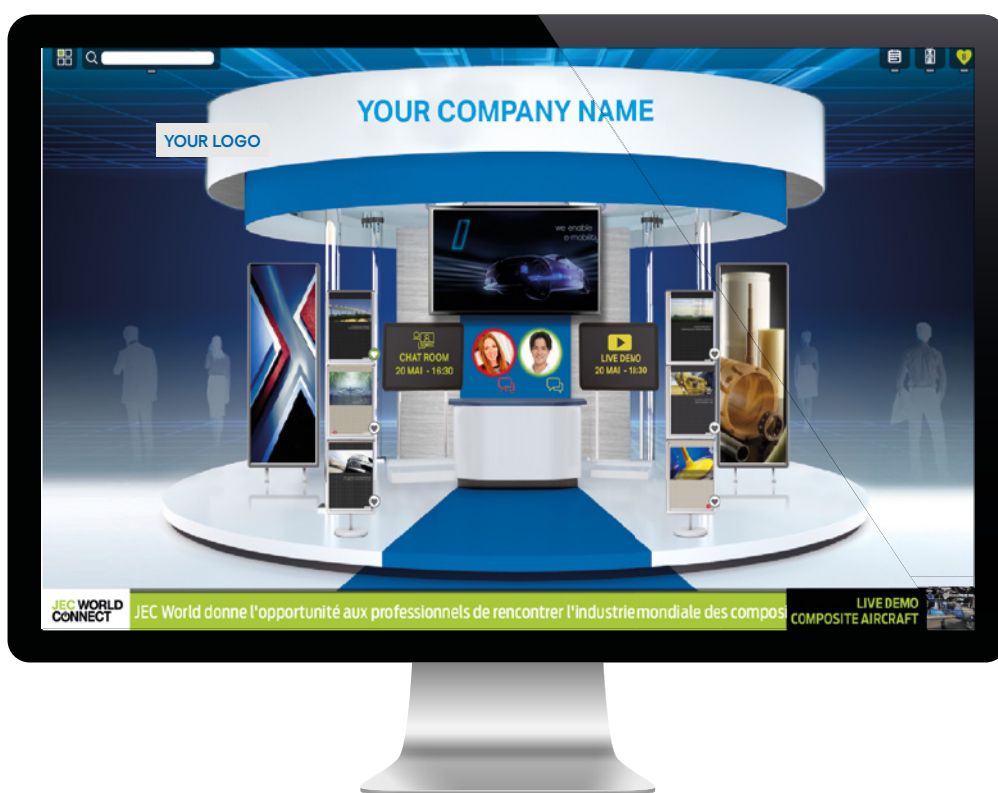 YOUR COMPANY NAME
YOUR LOGO
we enable
e-mobility
CHAT ROOM
20 MAI - 16:30
LIVE DEMO
20 MAI - 16:30
JEC WORLD
CONNECT
JEC World donne l'opportunité aux professionnels de rencontrer l'industriemondiale des composi
LIVE DEMO
COMPOSITE AIRCRAFT